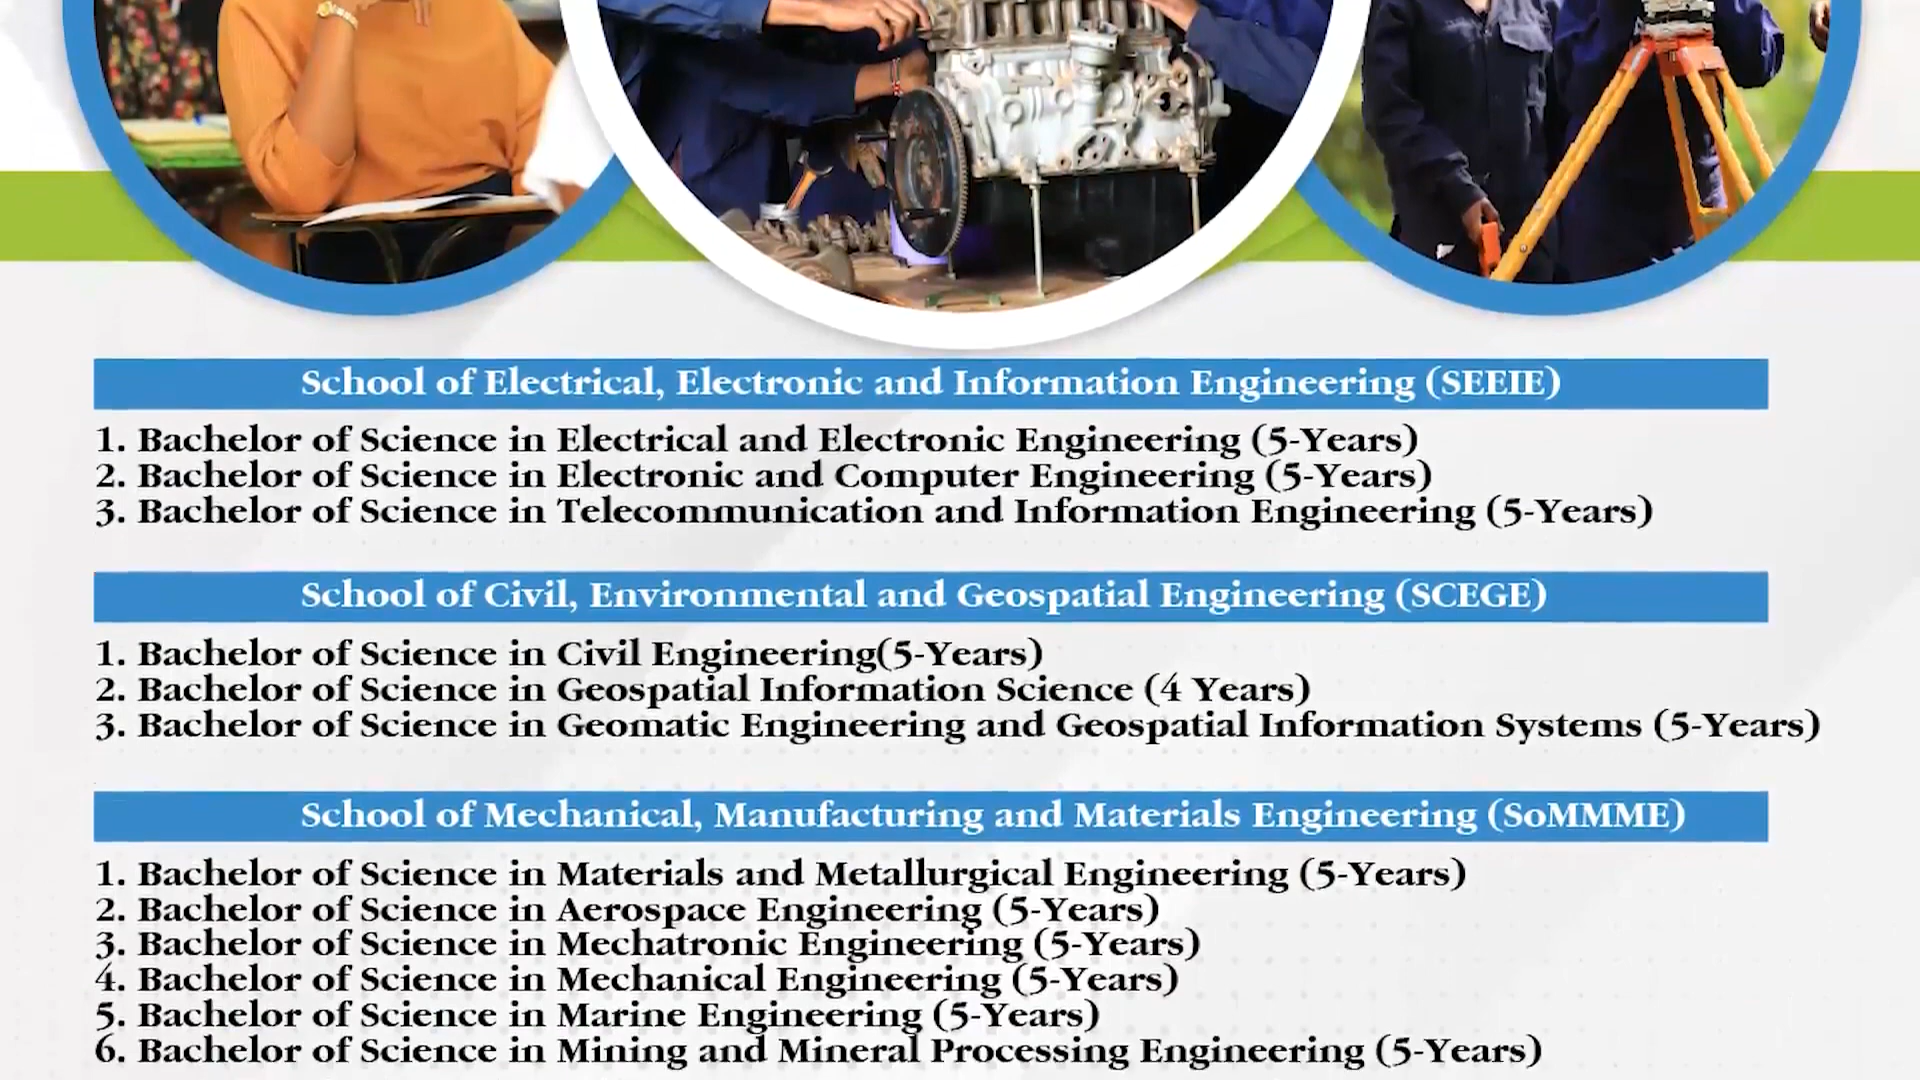 School of Electrical, Electronic and Information Engineering (SEEIE)
1. Bachelor of Science in Electrical and Electronic Engineering (5-Years)
2. Bachelor of Science in Electronic and Computer Engineering (5-Years)
3. Bachelor of Science in Telecommunication and Information Engineering (5-Years)
School of Civil, Environmental and Geospatial Engineering (SCEGE)
1. Bachelor of Science in Civil Engineering(5-Years)
2. Bachelor of Science in Geospatial Information Science (4 Years)
3. Bachelor of Science in Geomatic Engineering and Geospatial Information Systems (5-Years)
School of Mechanical, Manufacturing and Materials Engineering (SoMMME)
1. Bachelor of Science in Materials and Metallurgical Engineering (5-Years)
2. Bachelor of Science in Aerospace Engineering (5-Years)
3. Bachelor of Science in Mechatronic Engineering (5-Years)
4. Bachelor of Science in Mechanical Engineering (5-Years)
5. Bachelor of Science in Marine Engineering (5-Years)
6. Bachelor of Science in Mining and Mineral Processing Engineering (5-Years)